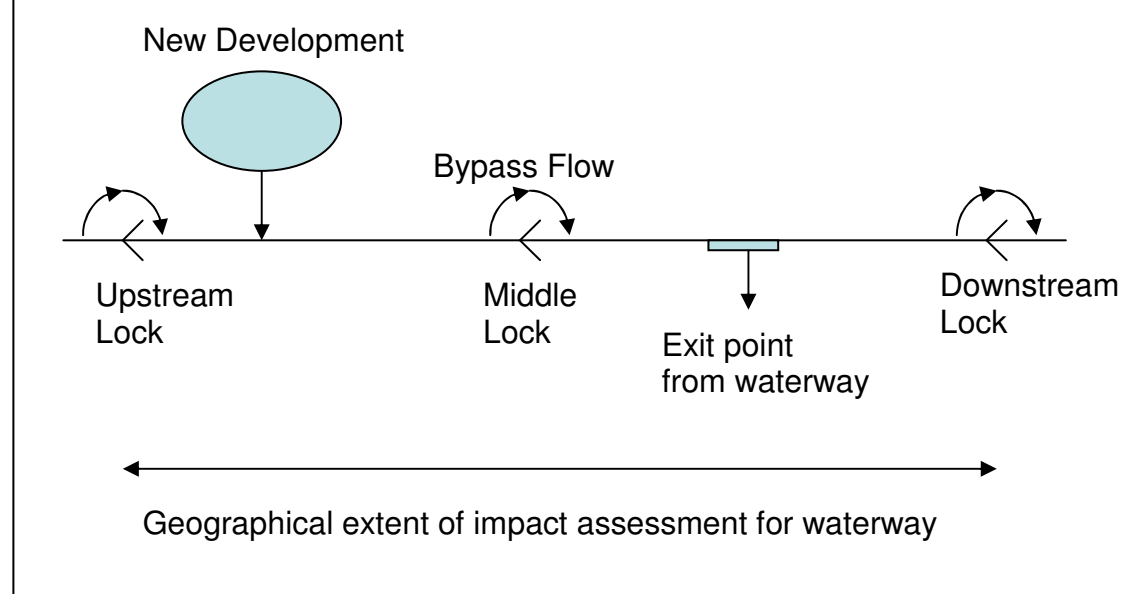 New Development
Bypass Flow
Upstream
Lock
Middle
Lock
Downstream
Lock
Exit point
from waterway
Geographical extent of impact assessment for waterway